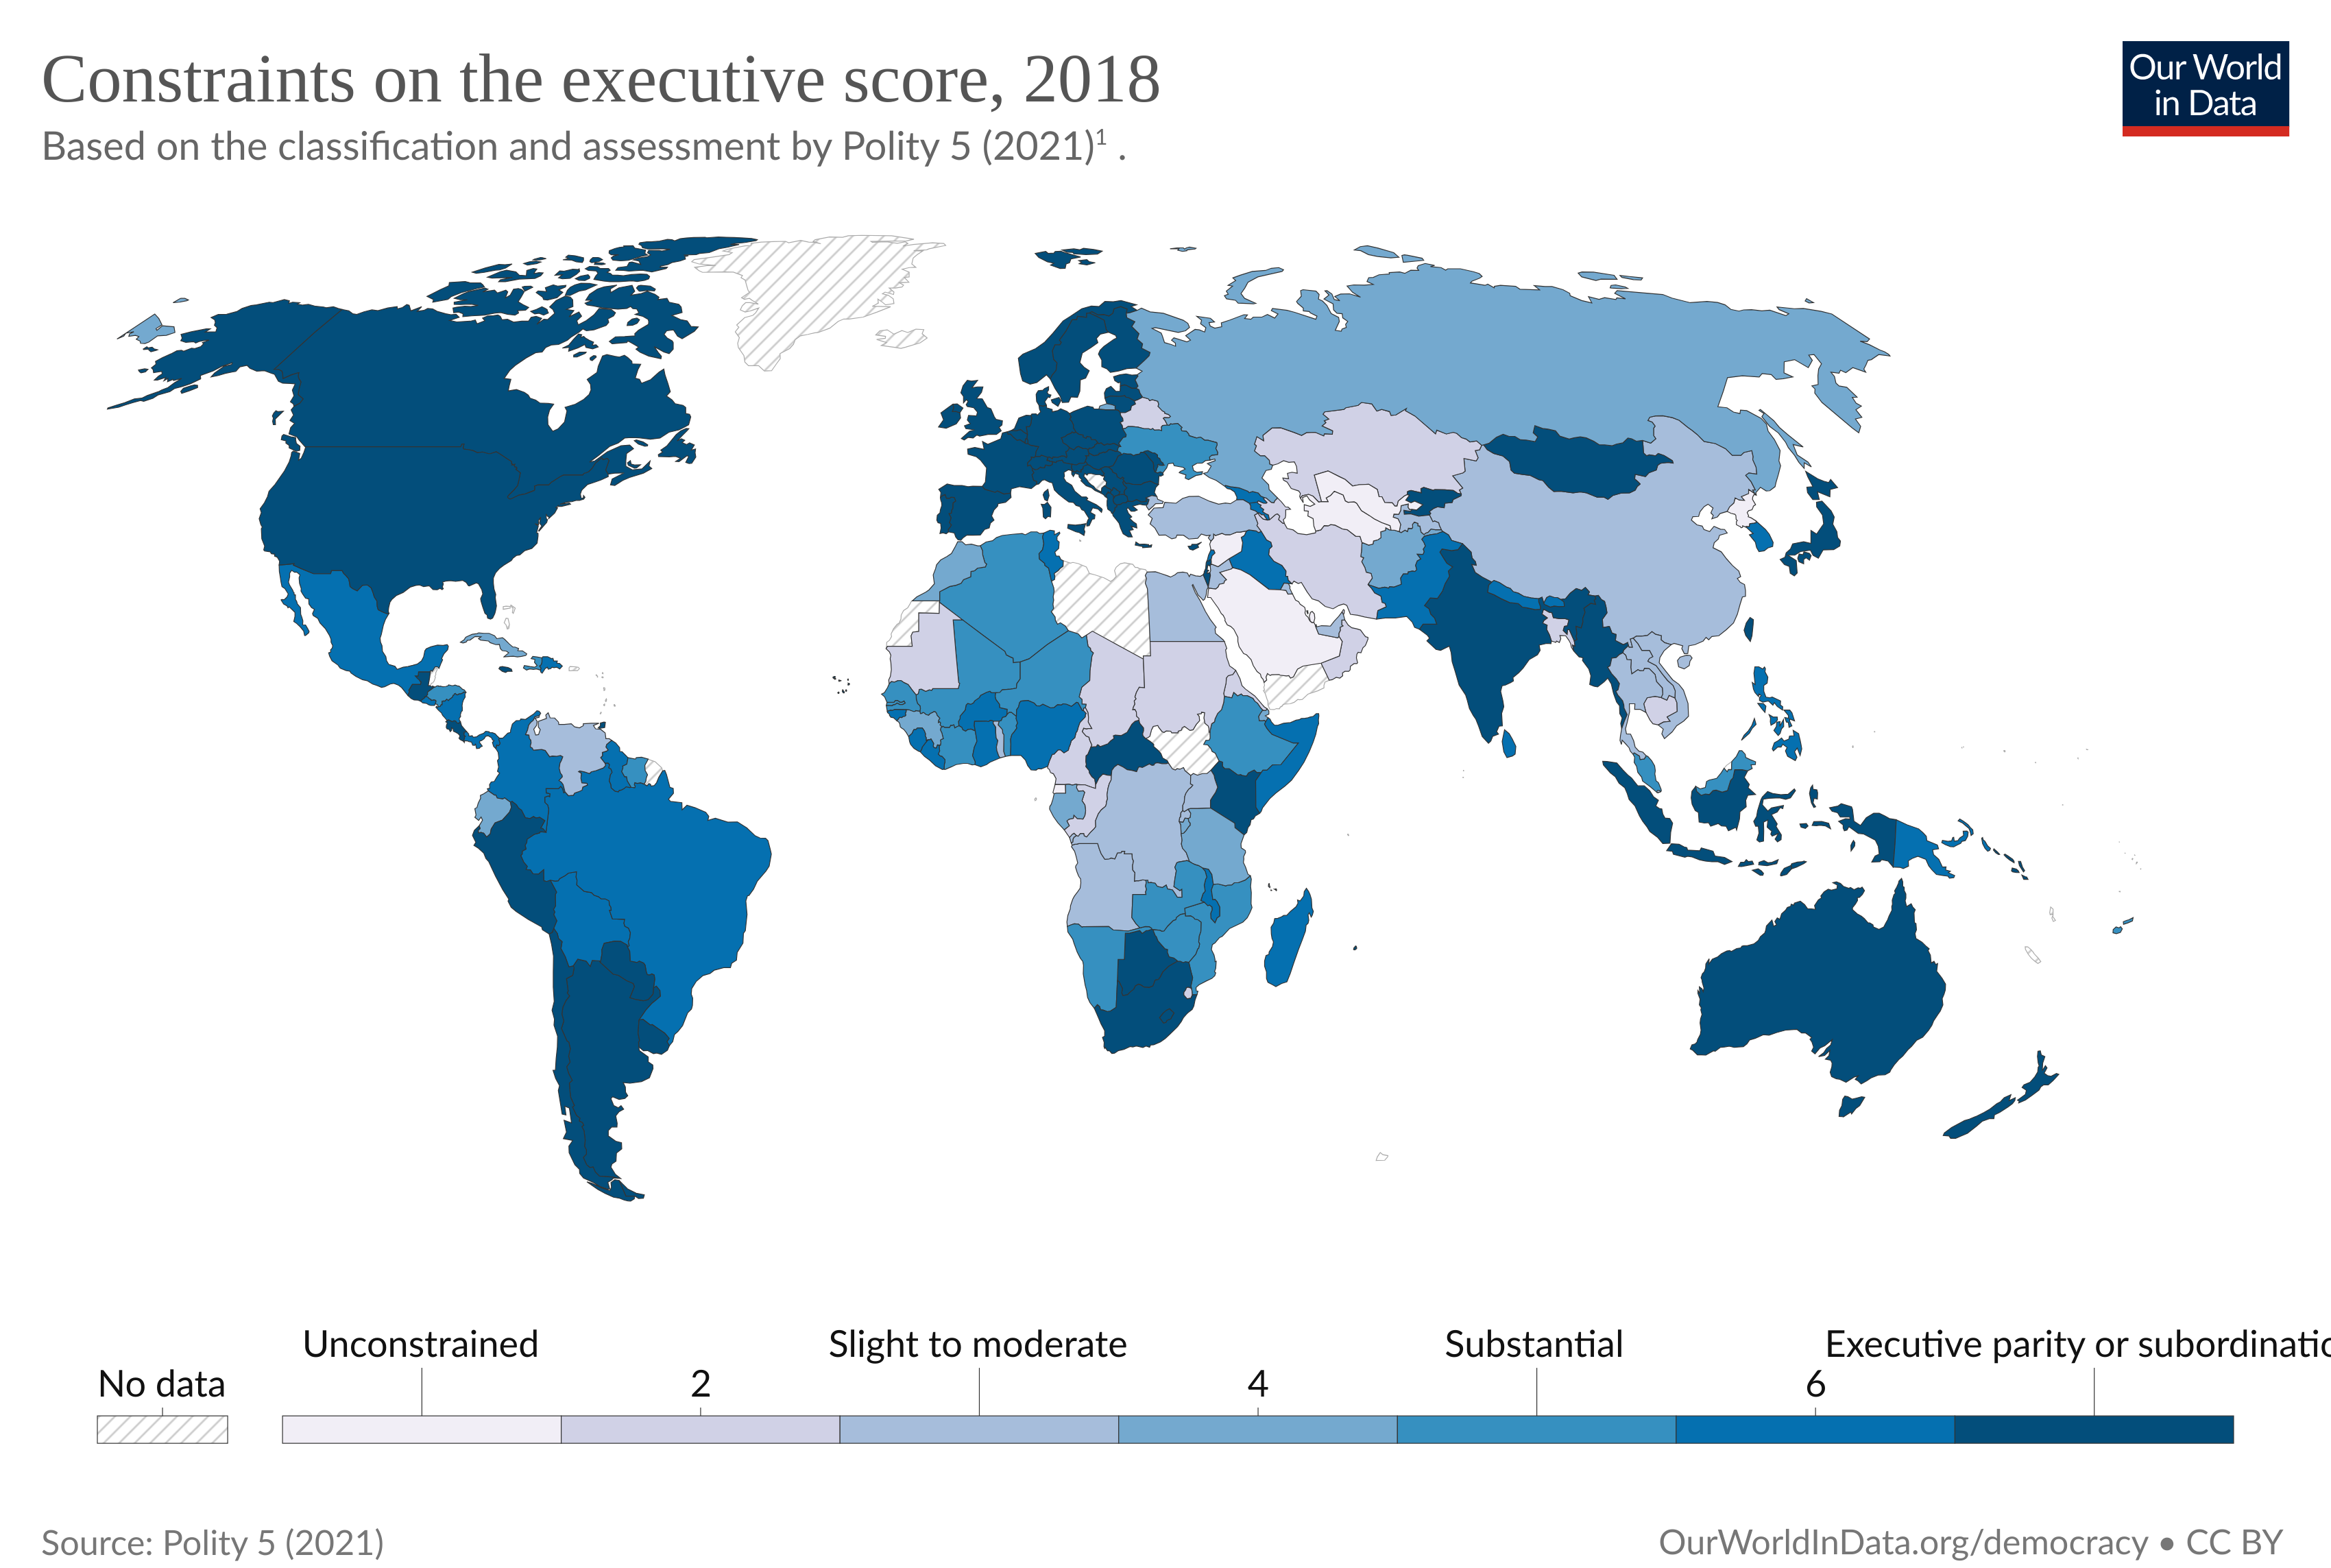 Constraints on the executive score, 2018
Based on the classification and assessment by Polity 5 (2021)¹ .
Our World
in Data
Unconstrained
Slight to moderate
Substantial
Executive parity or subordinatio
No data
2
4
6
Source: Polity 5 (2021)
OurWorldInData.org/democracy • CC BY